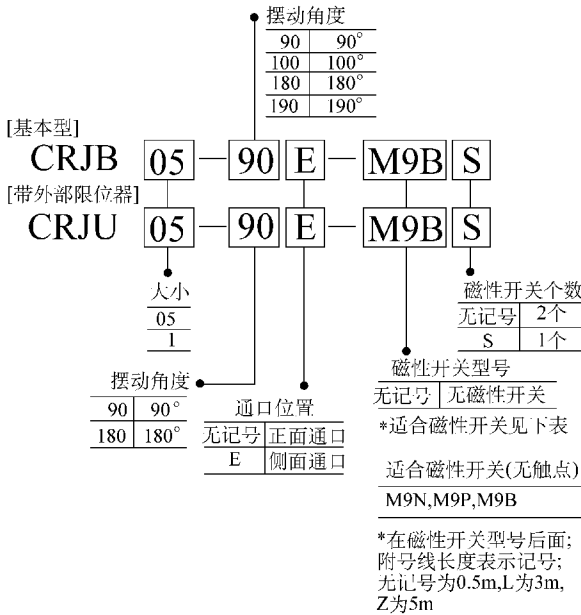 摆动角度
90 90°
100 100°
180 180°
190 190°
[基本型]
CRJB 05 — 90 E — M9B S
[带外部限位器]
CRJU 05 — 90 E — M9B S
大小
05
1
摆动角度
90 90°
180 180°
通口位置
无记号 正面通口
E 侧面通口
磁性开关个数
无记号 2个
S 1个
磁性开关型号
无记号 无磁性开关
*适合磁性开关见下表
适合磁性开关(无触点)
M9N,M9P,M9B
*在磁性开关型号后面;
附号线长度表示记号;
无记号为0.5m,L为3m,
Z为5m